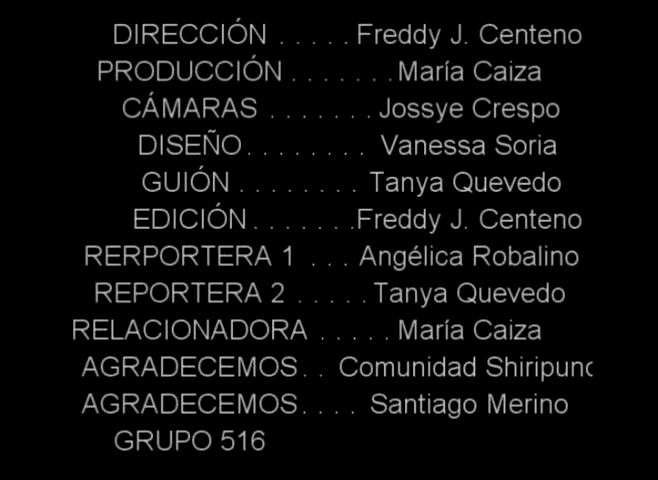 DIRECCIÓN . . . . . Freddy J. Centeno
PRODUCCIÓN . . . . . . . María Caiza
CÁMARAS . . . . . . . Jossye Crespo
DISEÑO. . . . . . . . Vanessa Soria
GUIÓN . . . . . . . . Tanya Quevedo
EDICIÓN. . . . . . .Freddy J. Centeno
RERPORTERA 1 . . . Angélica Robalino
REPORTERA 2 . . . . . Tanya Quevedo
RELACIONADORA . . . . . María Caiza
AGRADECEMOS. . Comunidad Shiripuno
AGRADECEMOS. . . . Santiago Merino
GRUPO 516